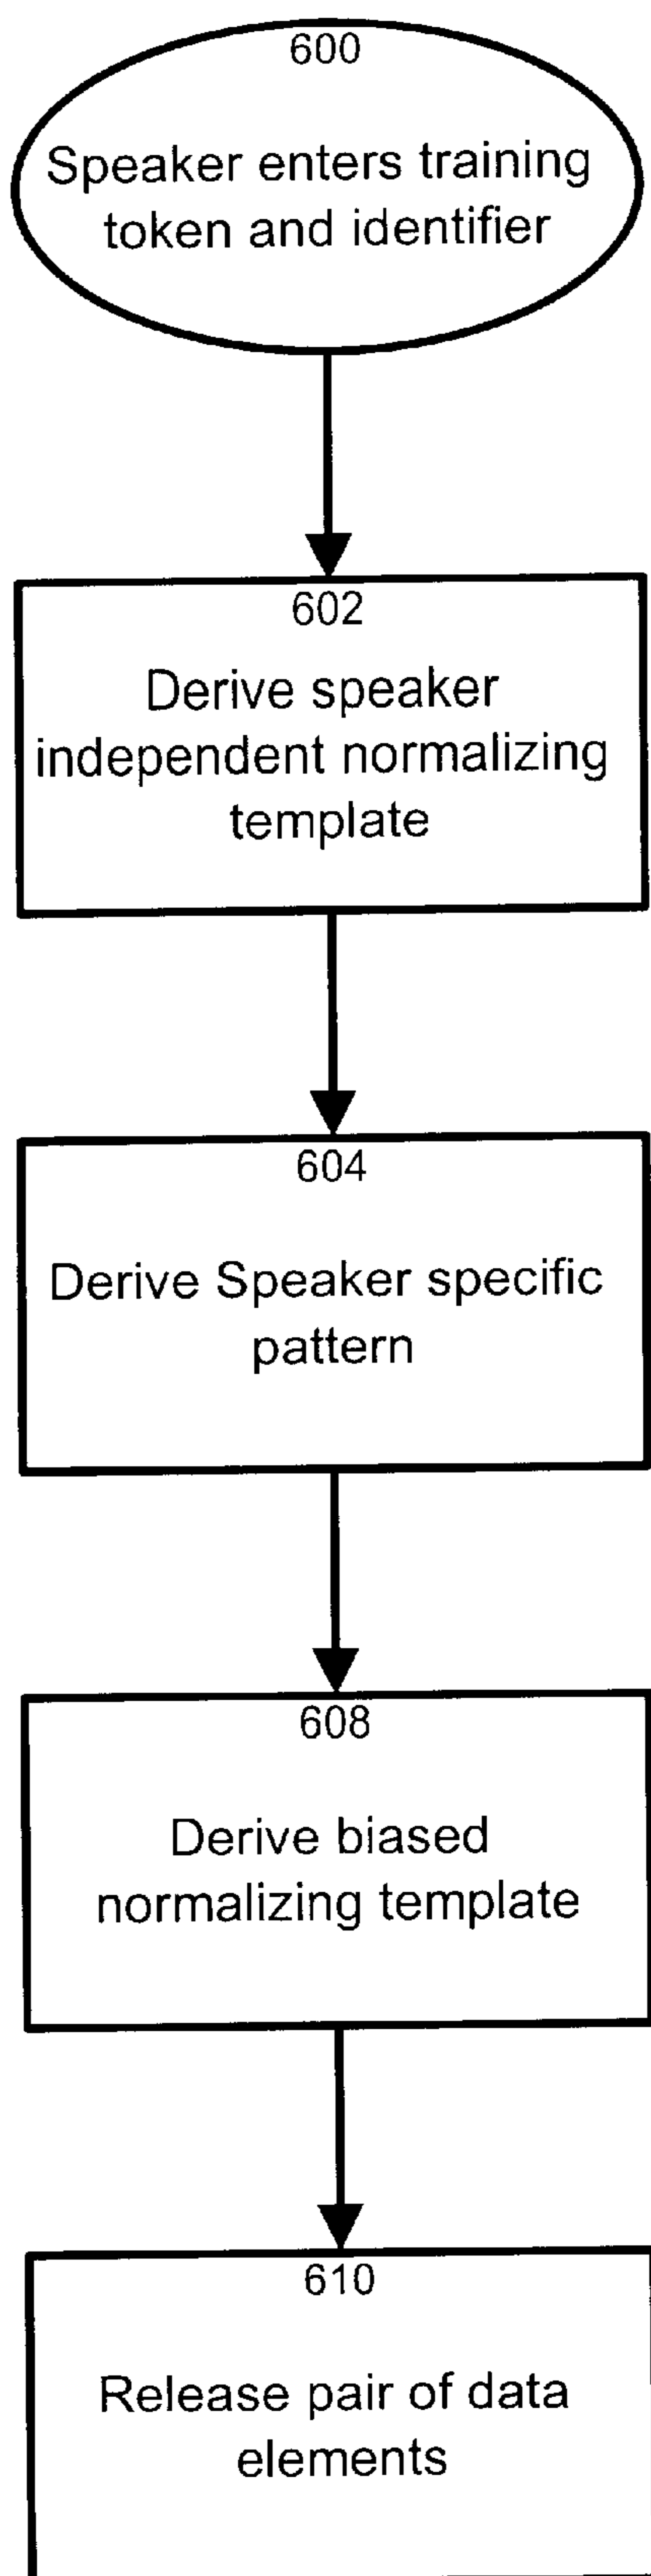 600
Speaker enters training
token and identifier
602
Derive speaker
independent normalizing
template
604
Derive Speaker specific
pattern
608
Derive biased
normalizing template
610
Release pair of data
elements